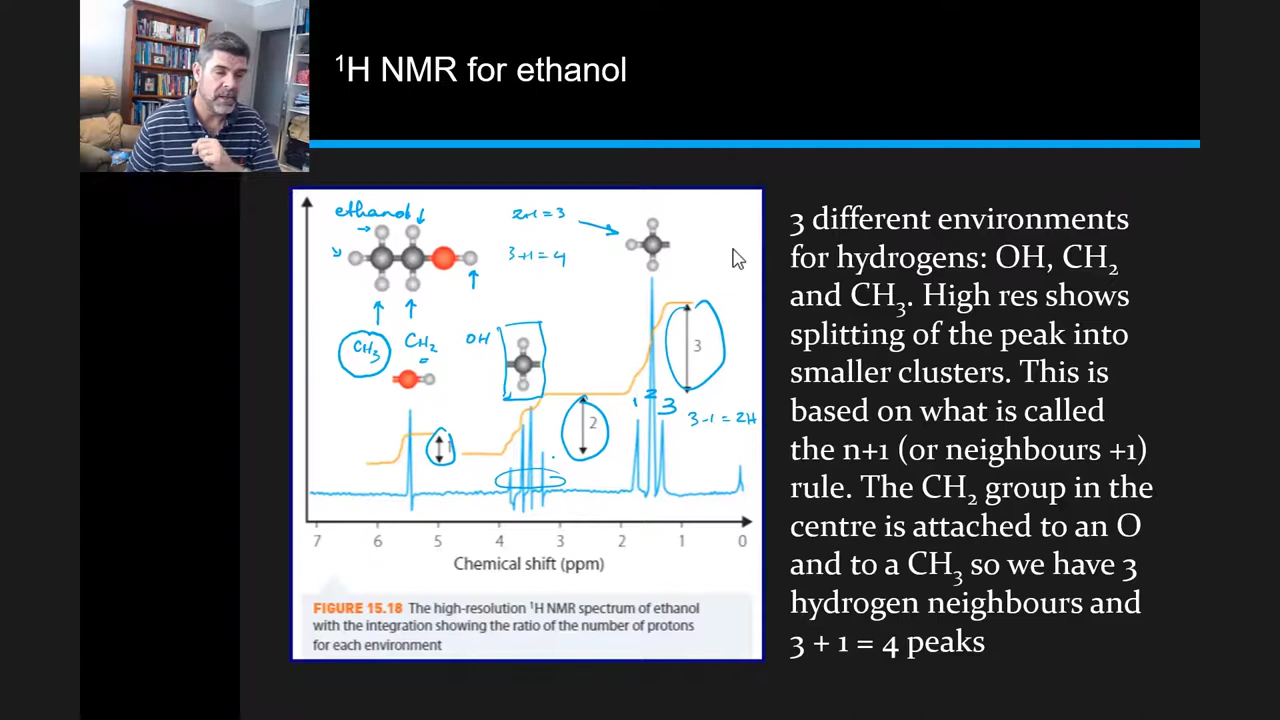 ¹H NMR for ethanol
ethanol
2+1=3
3+1=4
CH₃
CH₂
OH
1
2
3
1
2
3
3-1=2H
7 6 5 4 3 2 1 0
Chemical shift (ppm)
FIGURE 15.18 The high-resolution ¹H NMR spectrum of ethanol
with the integration showing the ratio of the number of protons
for each environment
3 different environments
for hydrogens: OH, CH₂
and CH₃. High res shows
splitting of the peak into
smaller clusters. This is
based on what is called
the n+1 (or neighbours +1)
rule. The CH₂ group in the
centre is attached to an O
and to a CH₃ so we have 3
hydrogen neighbours and
3 + 1 = 4 peaks